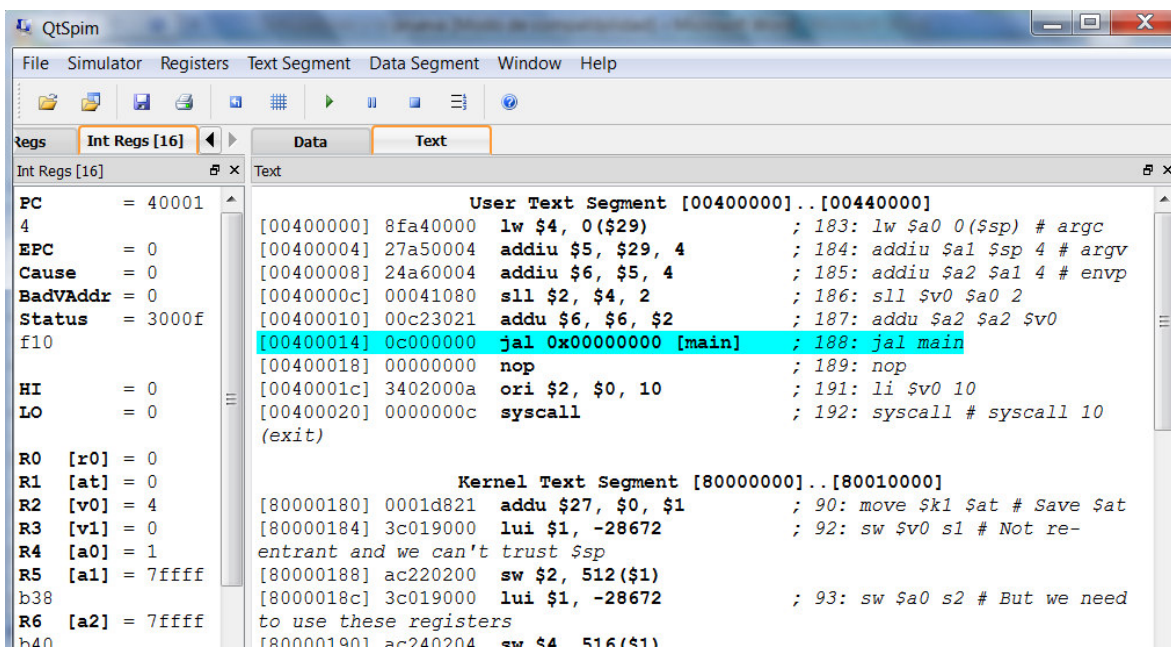 QtSpim
File Simulator Registers Text Segment Data Segment Window Help
Regs Int Regs [16] Data Text
Int Regs [16] Text
PC = 40001
4
EPC = 0
Cause = 0
BadVAddr = 0
Status = 3000f
f10
HI = 0
LO = 0
R0 [r0] = 0
R1 [at] = 0
R2 [v0] = 4
R3 [v1] = 0
R4 [a0] = 1
R5 [a1] = 7ffff
b38
R6 [a2] = 7ffff
b40
User Text Segment [00400000]..[00440000]
[00400000] 8fa40000 lw $4, 0($29) ; 183: lw $a0 0($sp) # argc
[00400004] 27a50004 addiu $5, $29, 4 ; 184: addiu $a1 $sp 4 # argv
[00400008] 24a60004 addiu $6, $5, 4 ; 185: addiu $a2 $a1 4 # envp
[0040000c] 00041080 sll $2, $4, 2 ; 186: sll $v0 $a0 2
[00400010] 00c23021 addu $6, $6, $2 ; 187: addu $a2 $a2 $v0
[00400014] 0c000000 jal 0x00000000 [main] ; 188: jal main
[00400018] 00000000 nop ; 189: nop
[0040001c] 3402000a ori $2, $0, 10 ; 191: li $v0 10
[00400020] 0000000c syscall ; 192: syscall # syscall 10
(exit)
Kernel Text Segment [80000000]..[80010000]
[80000180] 0001d821 addu $27, $0, $1 ; 90: move $k1 $at # Save $at
[80000184] 3c019000 lui $1, -28672 ; 92: sw $v0 s1 # Not re-
entrant and we can't trust $sp
[80000188] ac220200 sw $2, 512($1)
[8000018c] 3c019000 lui $1, -28672 ; 93: sw $a0 s2 # But we need
to use these registers
[80000190] ac240204 sw $4, 516($1)